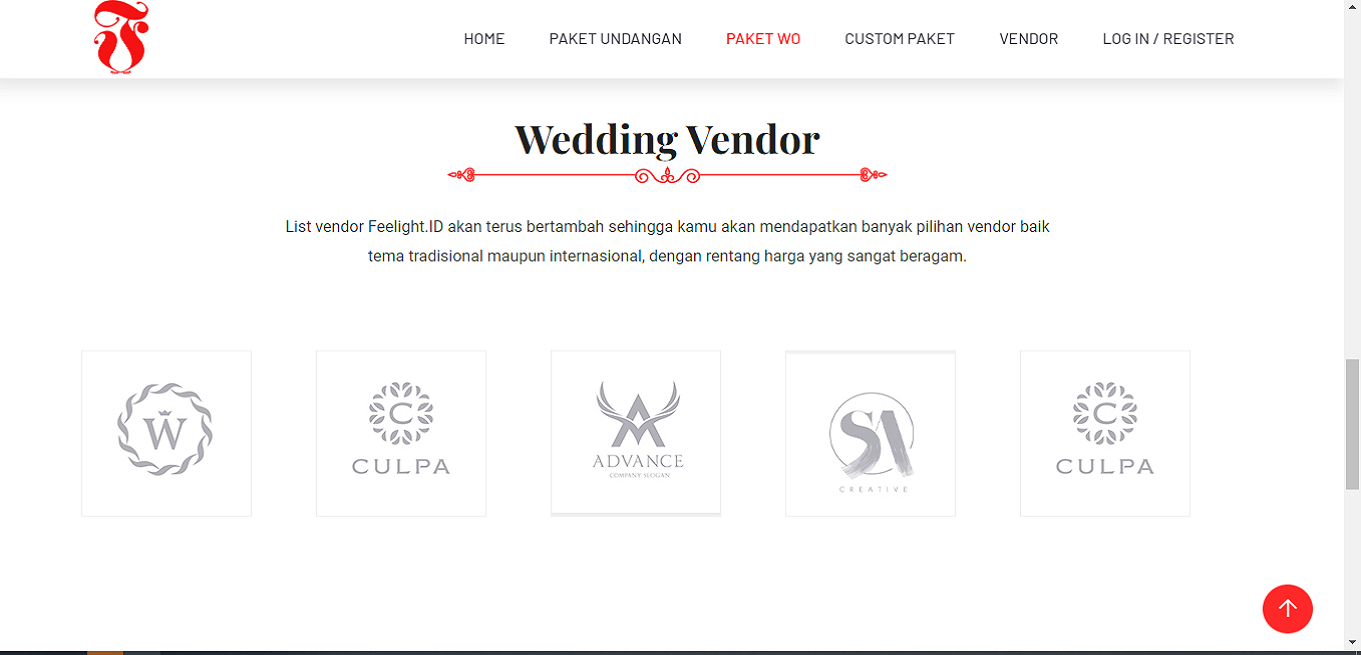 HOME PAKET UNDANGAN PAKET WO CUSTOM PAKET VENDOR LOG IN / REGISTER
Wedding Vendor
List vendor Feelight.ID akan terus bertambah sehingga kamu akan mendapatkan banyak pilihan vendor baik
tema tradisional maupun internasional, dengan rentang harga yang sangat beragam.
W
C
CULPA
A
ADVANCE
COMPANY SLOGAN
SA
CREATIVE
C
CULPA